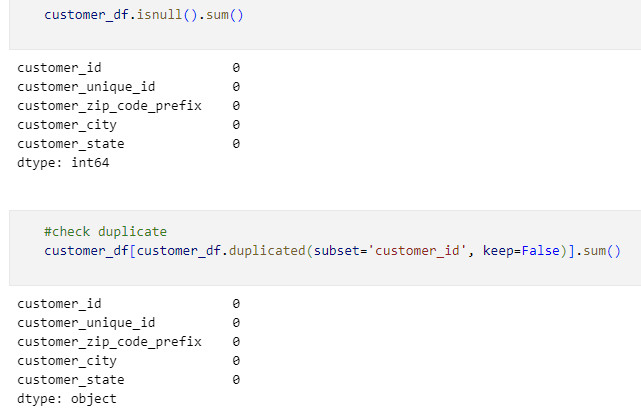 customer_df.isnull().sum()
customer_id 0
customer_unique_id 0
customer_zip_code_prefix 0
customer_city 0
customer_state 0
dtype: int64
#check duplicate
customer_df[customer_df.duplicated(subset='customer_id', keep=False)].sum()
customer_id 0
customer_unique_id 0
customer_zip_code_prefix 0
customer_city 0
customer_state 0
dtype: object